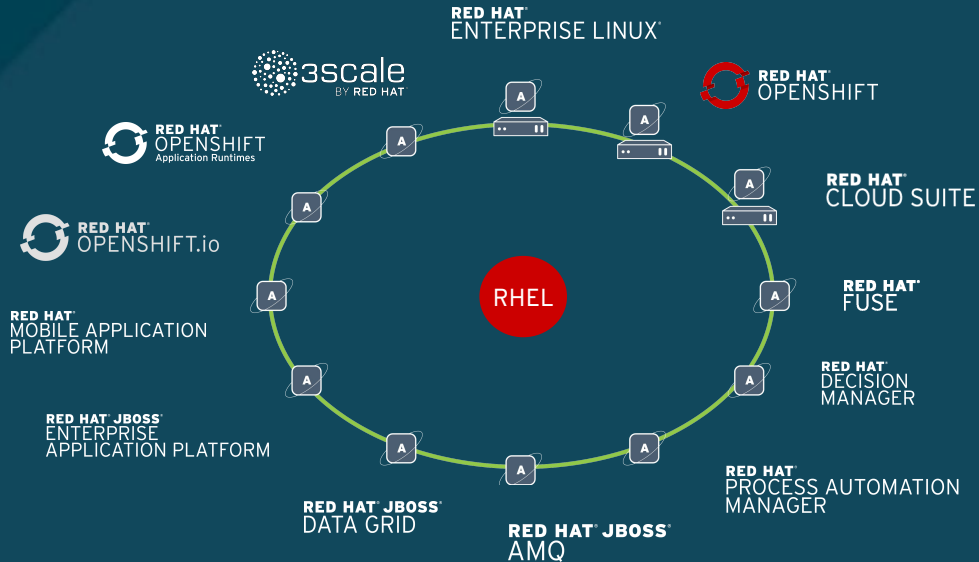 RED HAT®
ENTERPRISE LINUX®
3scale
BY RED HAT
RED HAT®
OPENSHIFT
RED HAT®
OPENSHIFT
Application Runtimes
RED HAT®
CLOUD SUITE
RED HAT®
OPENSHIFT.io
RED HAT®
FUSE
RED HAT®
MOBILE APPLICATION
PLATFORM
RED HAT®
DECISION
MANAGER
RED HAT® JBOSS®
ENTERPRISE
APPLICATION PLATFORM
RED HAT®
PROCESS AUTOMATION
MANAGER
RED HAT® JBOSS®
DATA GRID
RED HAT® JBOSS®
AMQ
RHEL
A
A
A
A
A
A
A
A
A
A
A
A